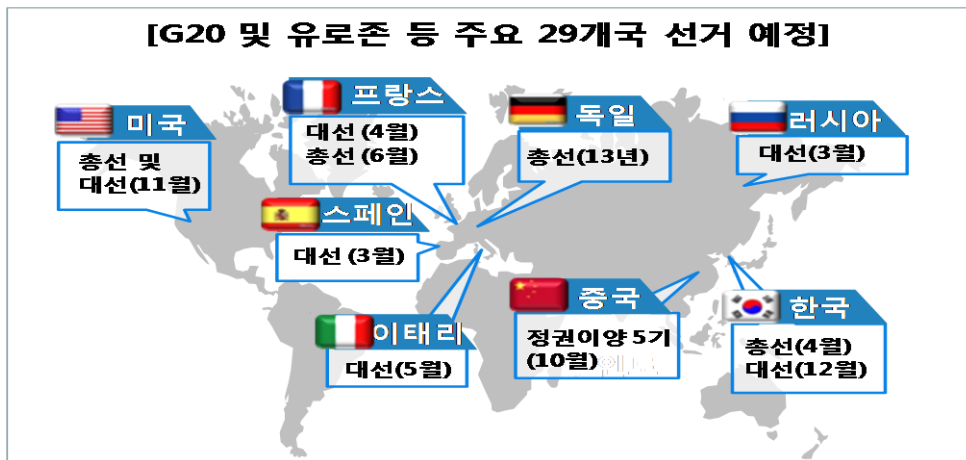 [G20 및 유로존 등 주요 29개국 선거 예정]
미국
총선 및
대선(11월)
프랑스
대선(4월)
총선(6월)
독일
총선(13년)
러시아
대선(3월)
스페인
대선(3월)
이태리
대선(5월)
중국
정권이양 5기
(10월)
한국
총선(4월)
대선(12월)